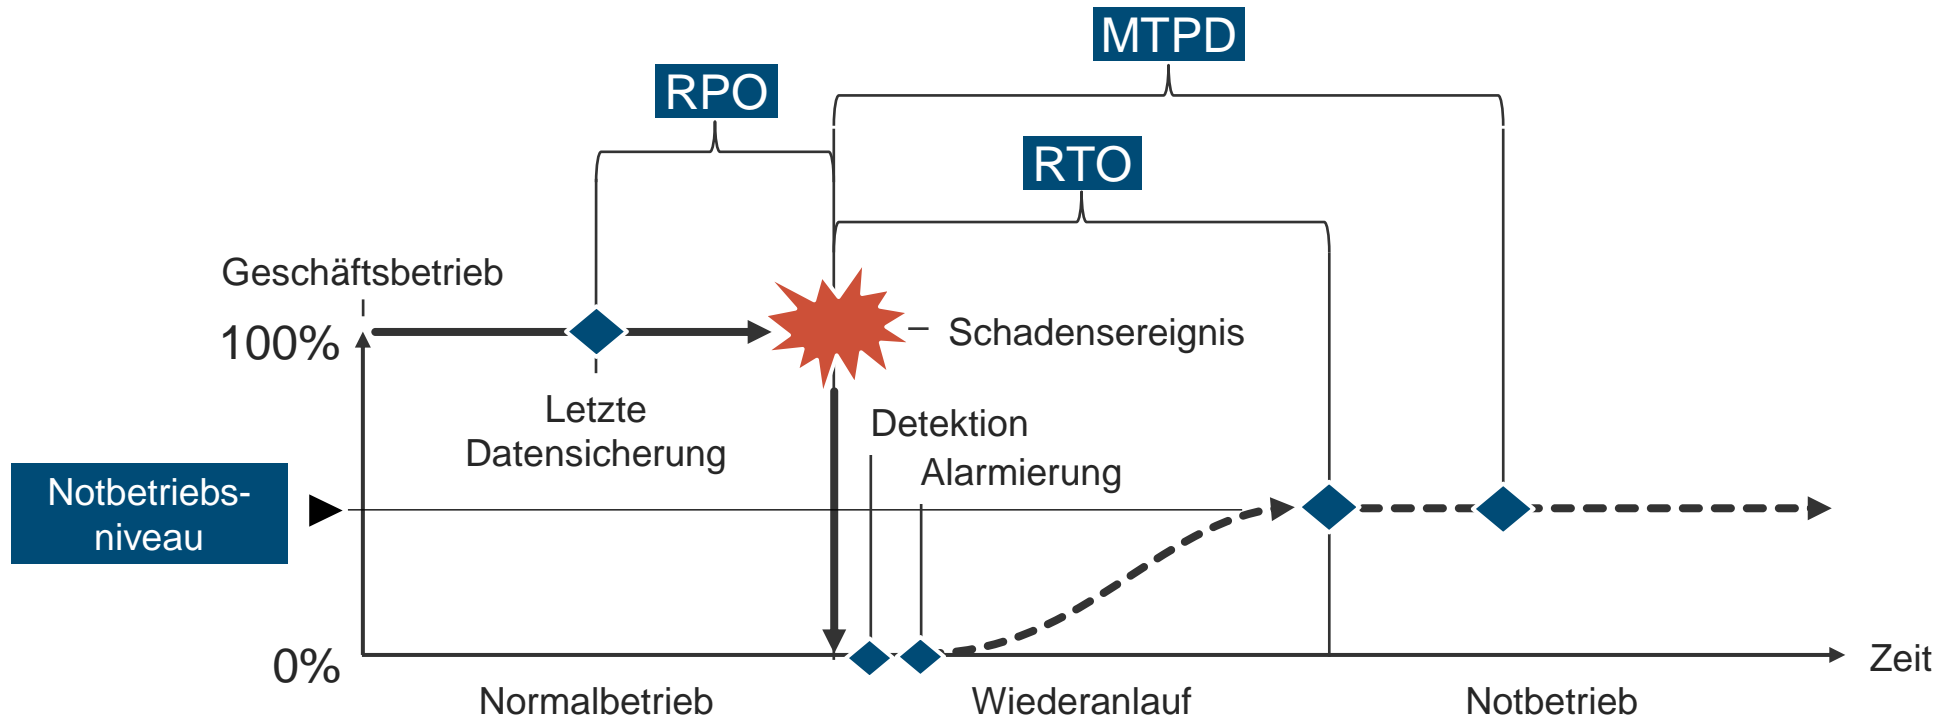 MTPD
RPO
RTO
Geschäftsbetrieb
100%
Schadensereignis
Letzte
Datensicherung
Detektion
Alarmierung
Notbetriebs-
niveau
0%
Zeit
Normalbetrieb
Wiederanlauf
Notbetrieb